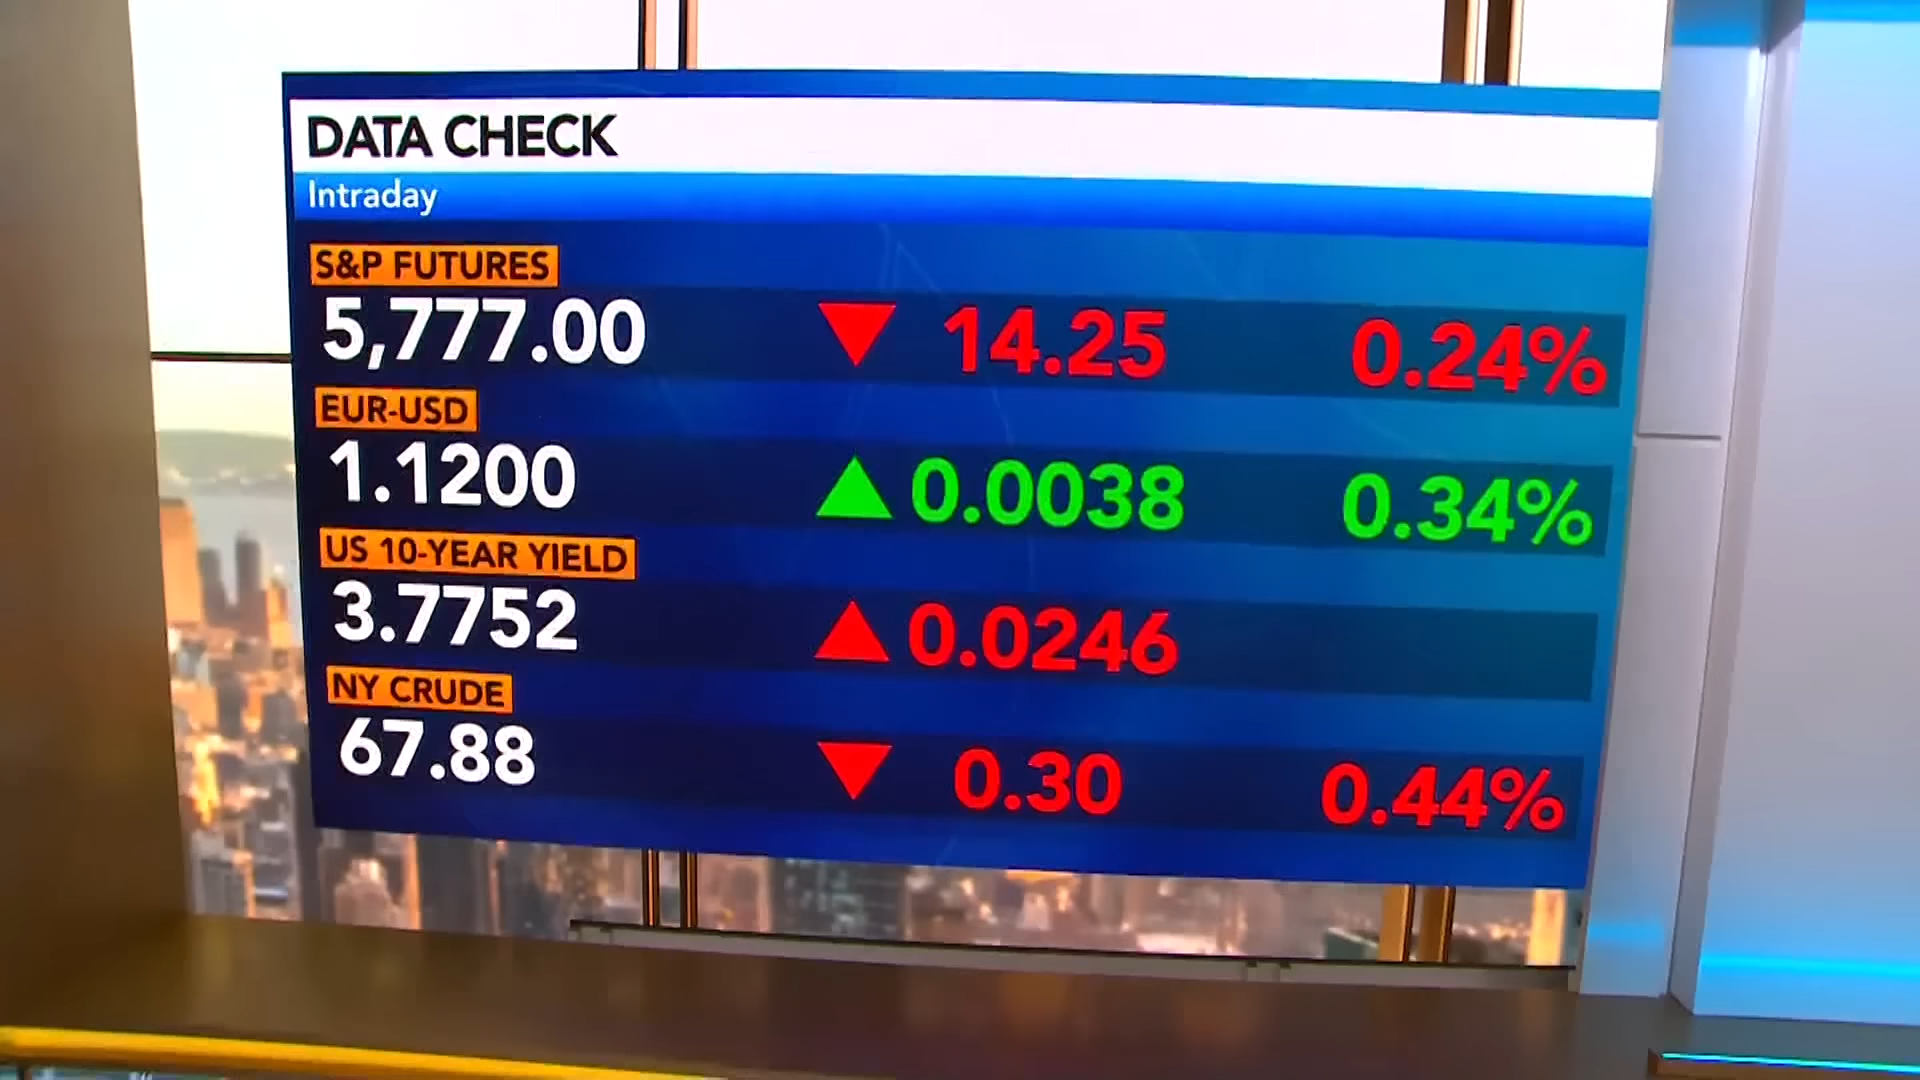 DATA CHECK
Intraday
S&P FUTURES
5,777.00 ▼ 14.25 0.24%
EUR-USD
1.1200 ▲ 0.0038 0.34%
US 10-YEAR YIELD
3.7752 ▲ 0.0246
NY CRUDE
67.88 ▼ 0.30 0.44%